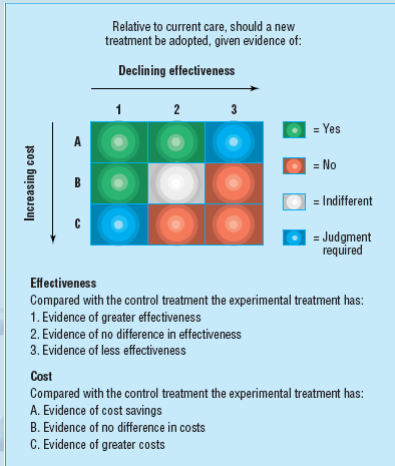 Relative to current care, should a new
treatment be adopted, given evidence of:
Declining effectiveness
1 2 3
Increasing cost
A
B
C
= Yes
= No
= Indifferent
= Judgment
required
Effectiveness
Compared with the control treatment the experimental treatment has:
1. Evidence of greater effectiveness
2. Evidence of no difference in effectiveness
3. Evidence of less effectiveness
Cost
Compared with the control treatment the experimental treatment has:
A. Evidence of cost savings
B. Evidence of no difference in costs
C. Evidence of greater costs